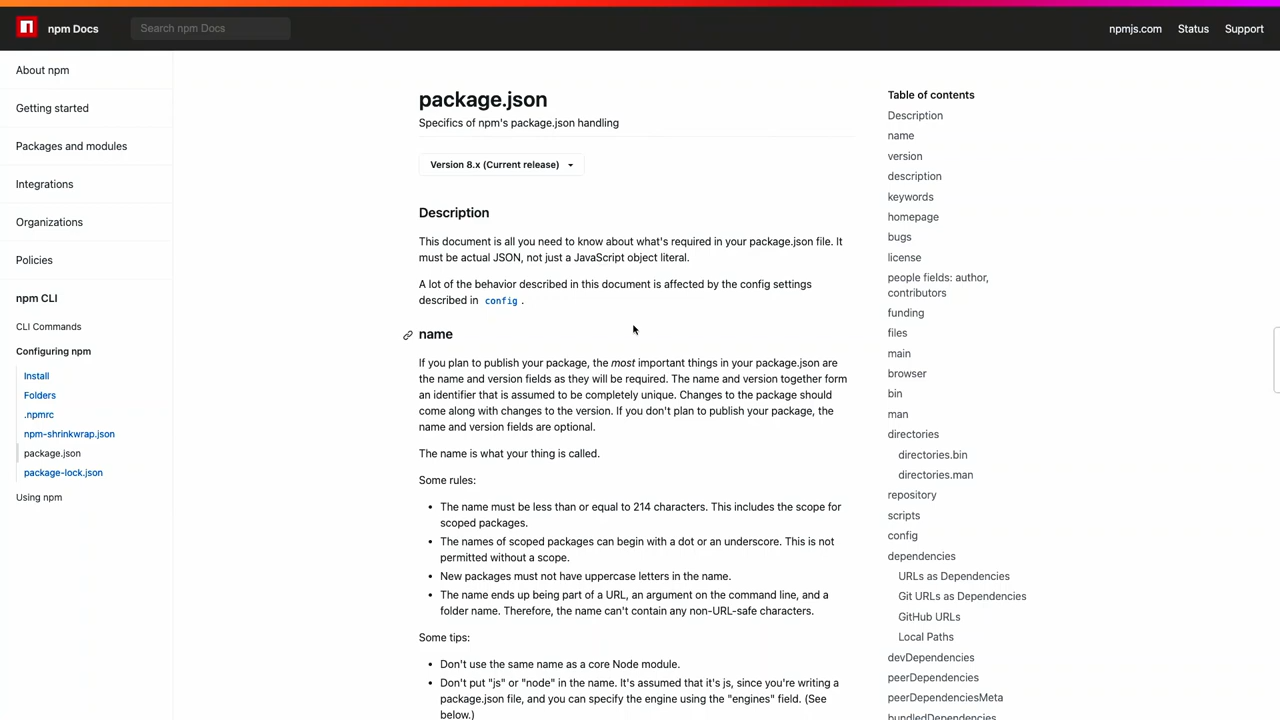 npm Docs
Search npm Docs
npmjs.com
Status
Support
About npm
Getting started
Packages and modules
Integrations
Organizations
Policies
npm CLI
CLI Commands
Configuring npm
Install
Folders
.npmrc
npm-shrinkwrap.json
package.json
package-lock.json
Using npm
package.json
Specifics of npm's package.json handling
Version 8.x (Current release)
Description
This document is all you need to know about what's required in your package.json file. It
must be actual JSON, not just a JavaScript object literal.
A lot of the behavior described in this document is affected by the config settings
described in config .
name
If you plan to publish your package, the most important things in your package.json are
the name and version fields as they will be required. The name and version together form
an identifier that is assumed to be completely unique. Changes to the package should
come along with changes to the version. If you don't plan to publish your package, the
name and version fields are optional.
The name is what your thing is called.
Some rules:
• The name must be less than or equal to 214 characters. This includes the scope for
scoped packages.
• The names of scoped packages can begin with a dot or an underscore. This is not
permitted without a scope.
• New packages must not have uppercase letters in the name.
• The name ends up being part of a URL, an argument on the command line, and a
folder name. Therefore, the name can't contain any non-URL-safe characters.
Some tips:
• Don't use the same name as a core Node module.
• Don't put "js" or "node" in the name. It's assumed that it's js, since you're writing a
package.json file, and you can specify the engine using the "engines" field. (See
below.)
Table of contents
Description
name
version
description
keywords
homepage
bugs
license
people fields: author,
contributors
funding
files
main
browser
bin
man
directories
directories.bin
directories.man
repository
scripts
config
dependencies
URLs as Dependencies
Git URLs as Dependencies
GitHub URLs
Local Paths
devDependencies
peerDependencies
peerDependenciesMeta
bundledDependencies